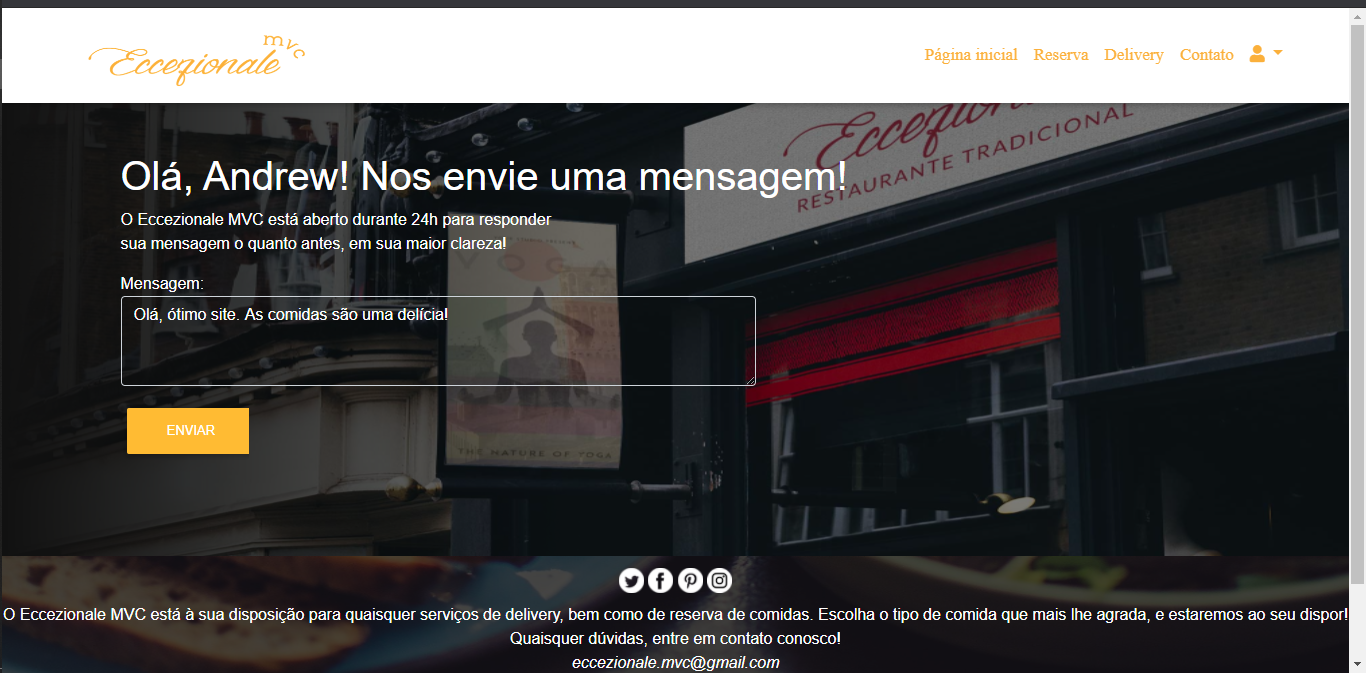 Eccezionale mvc
Página inicial Reserva Delivery Contato
Eccezion
RESTAURANTE TRADICIONAL
Olá, Andrew! Nos envie uma mensagem!
O Eccezionale MVC está aberto durante 24h para responder
sua mensagem o quanto antes, em sua maior clareza!
YOGA
Mensagem:
Olá, ótimo site. As comidas são uma delícia!
ENVIAR
THE NATURE OF YOGA
O Eccezionale MVC está à sua disposição para quaisquer serviços de delivery, bem como de reserva de comidas. Escolha o tipo de comida que mais lhe agrada, e estaremos ao seu dispor!
Quaisquer dúvidas, entre em contato conosco!
eccezionale.mvc@gmail.com